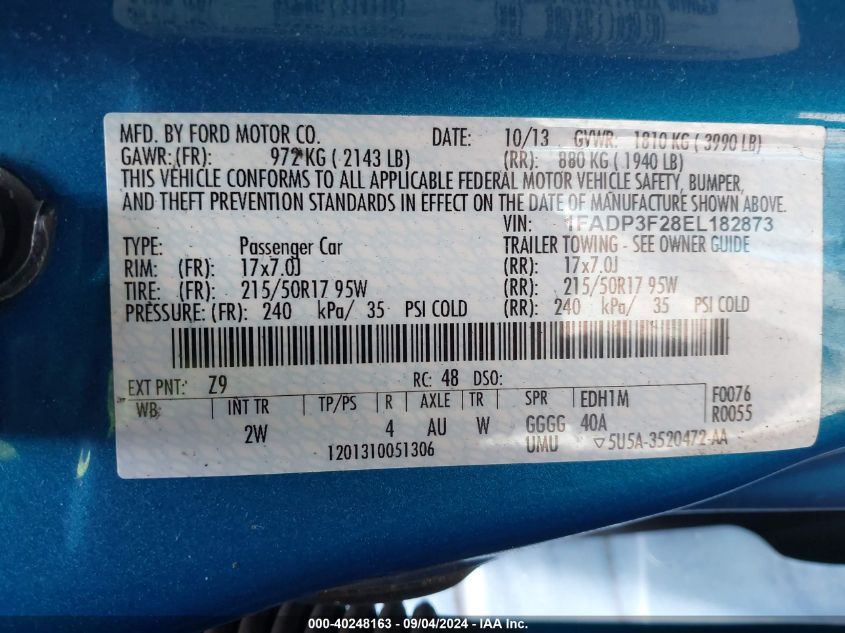 MFD. BY FORD MOTOR CO. DATE: 10/13 GVWR: 1810 KG ( 3990 LB)
GAWR:(FR): 972 KG ( 2143 LB) (RR): 880 KG ( 1940 LB)
THIS VEHICLE CONFORMS TO ALL APPLICABLE FEDERAL MOTOR VEHICLE SAFETY, BUMPER,
AND THEFT PREVENTION STANDARDS IN EFFECT ON THE DATE OF MANUFACTURE SHOWN ABOVE.
VIN: 1FADP3F28EL182873
TYPE: Passenger Car TRAILER TOWING - SEE OWNER GUIDE
RIM: (FR): 17x7.0J (RR): 17x7.0J
TIRE: (FR): 215/50R17 95W (RR): 215/50R17 95W
PRESSURE: (FR): 240 kPa/ 35 PSI COLD (RR): 240 kPa/ 35 PSI COLD
EXT PNT: Z9 RC: 48 DSO:
WB INT TR TP/PS R AXLE TR SPR EDH1M F0076
2W 4 AU W GGGG 40A R0055
1201310051306 UMU ▽5U5A-3520472-AA
000-40248163 - 09/04/2024 - IAA Inc.